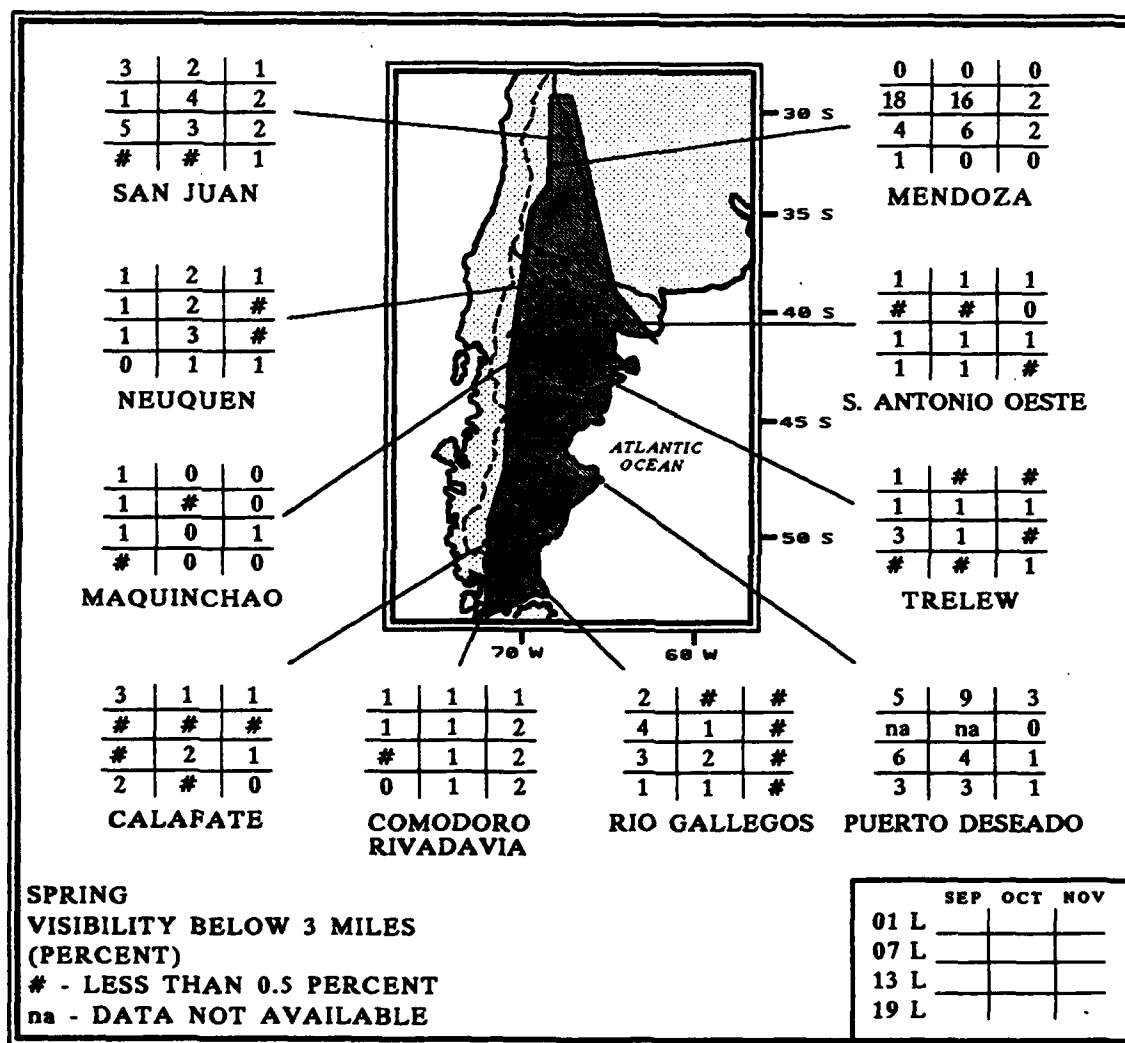 3 2 1
1 4 2
5 3 2
# # 1
SAN JUAN
0 0 0
18 16 2
4 6 2
1 0 0
MENDOZA
1 2 1
1 2 #
1 3 #
0 1 1
NEUQUEN
1 1 1
# # 0
1 1 1
1 1 #
S. ANTONIO OESTE
1 0 0
1 # 0
1 0 1
# 0 0
MAQUINCHAO
1 # #
1 1 1
3 1 #
# # 1
TRELEW
30 S
35 S
40 S
45 S
50 S
ATLANTIC
OCEAN
70 W 60 W
3 1 1
# # #
# 2 1
2 # 0
CALAFATE
1 1 1
1 1 2
# 1 2
0 1 2
COMODORO
RIVADAVIA
2 # #
4 1 #
3 2 #
1 1 #
RIO GALLEGOS
5 9 3
na na 0
6 4 1
3 3 1
PUERTO DESEADO
SPRING
VISIBILITY BELOW 3 MILES
(PERCENT)
# - LESS THAN 0.5 PERCENT
na - DATA NOT AVAILABLE
SEP OCT NOV
01 L
07 L
13 L
19 L